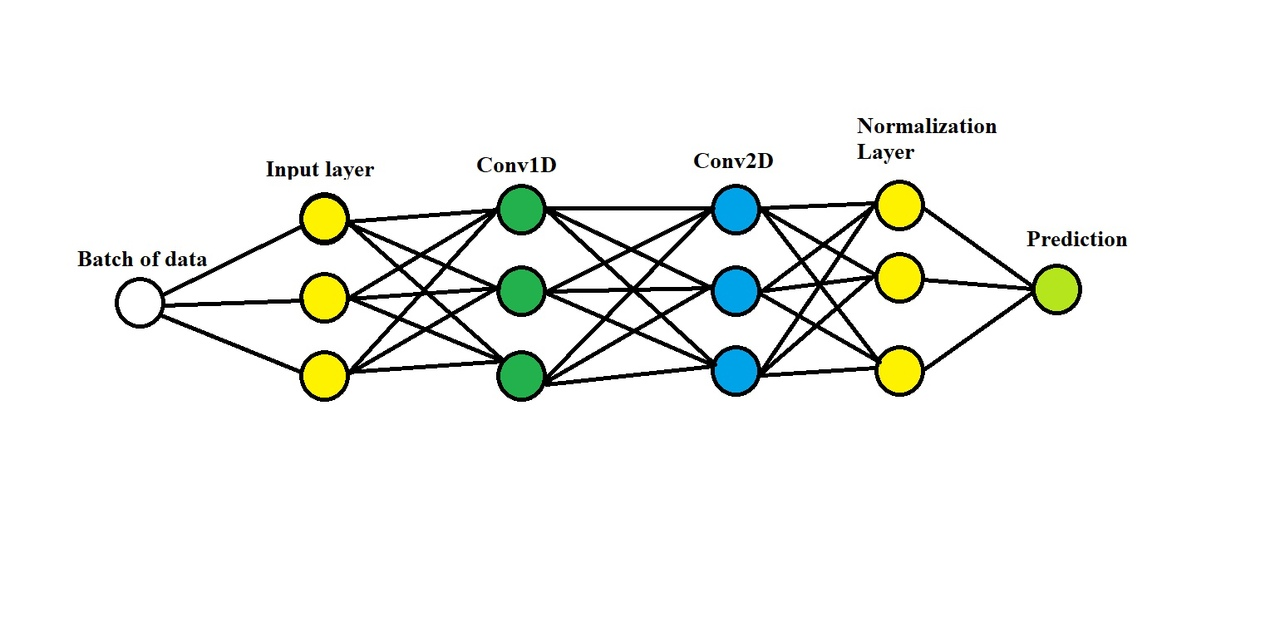 Batch of data
Input layer
Conv1D
Conv2D
Normalization
Layer
Prediction